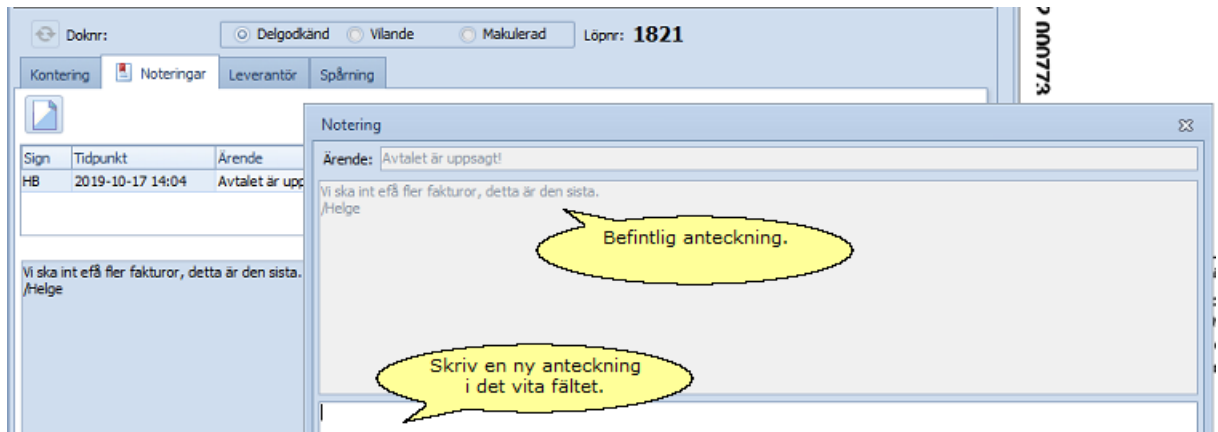 Doknr: Delgodkänd Vilande Makulerad Löpnr: 1821
Kontering Noteringar Leverantör Spårning
Sign Tidpunkt Ärende
HB 2019-10-17 14:04 Avtalet är upp
Vi ska int efå fler fakturor, detta är den sista.
/Helge
Notering
Ärende: Avtalet är uppsagt!
Vi ska int efå fler fakturor, detta är den sista.
/Helge
Befintlig anteckning.
Skriv en ny anteckning
i det vita fältet.
000773